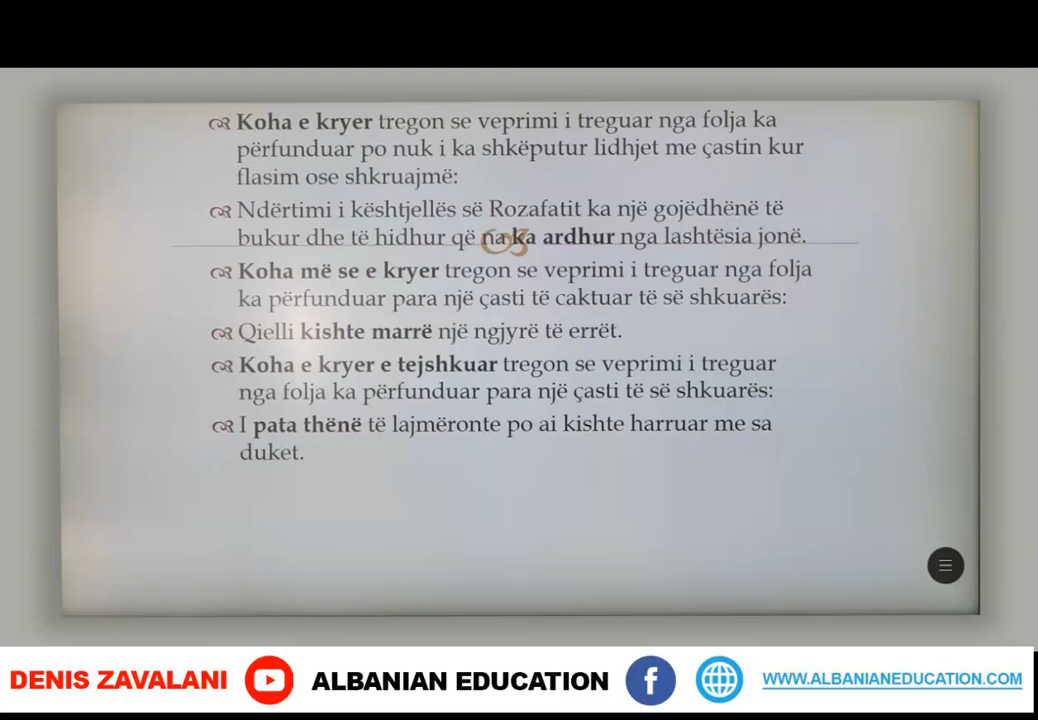 Koha e kryer tregon se veprimi i treguar nga folja ka
përfunduar po nuk i ka shkëputur lidhjet me çastin kur
flasim ose shkruajmë:
Ndërtimi i kështjellës së Rozafatit ka një gojëdhënë të
bukur dhe të hidhur që na ka ardhur nga lashtësia jonë.
Koha më se e kryer tregon se veprimi i treguar nga folja
ka përfunduar para një çasti të caktuar të së shkuarës:
Qielli kishte marrë një ngjyrë të errët.
Koha e kryer e tejshkuar tregon se veprimi i treguar
nga folja ka përfunduar para një çasti të së shkuarës:
I pata thënë të lajmëronte po ai kishte harruar me sa
duket.
DENIS ZAVALANI ALBANIAN EDUCATION f WWW.ALBANIANEDUCATION.COM